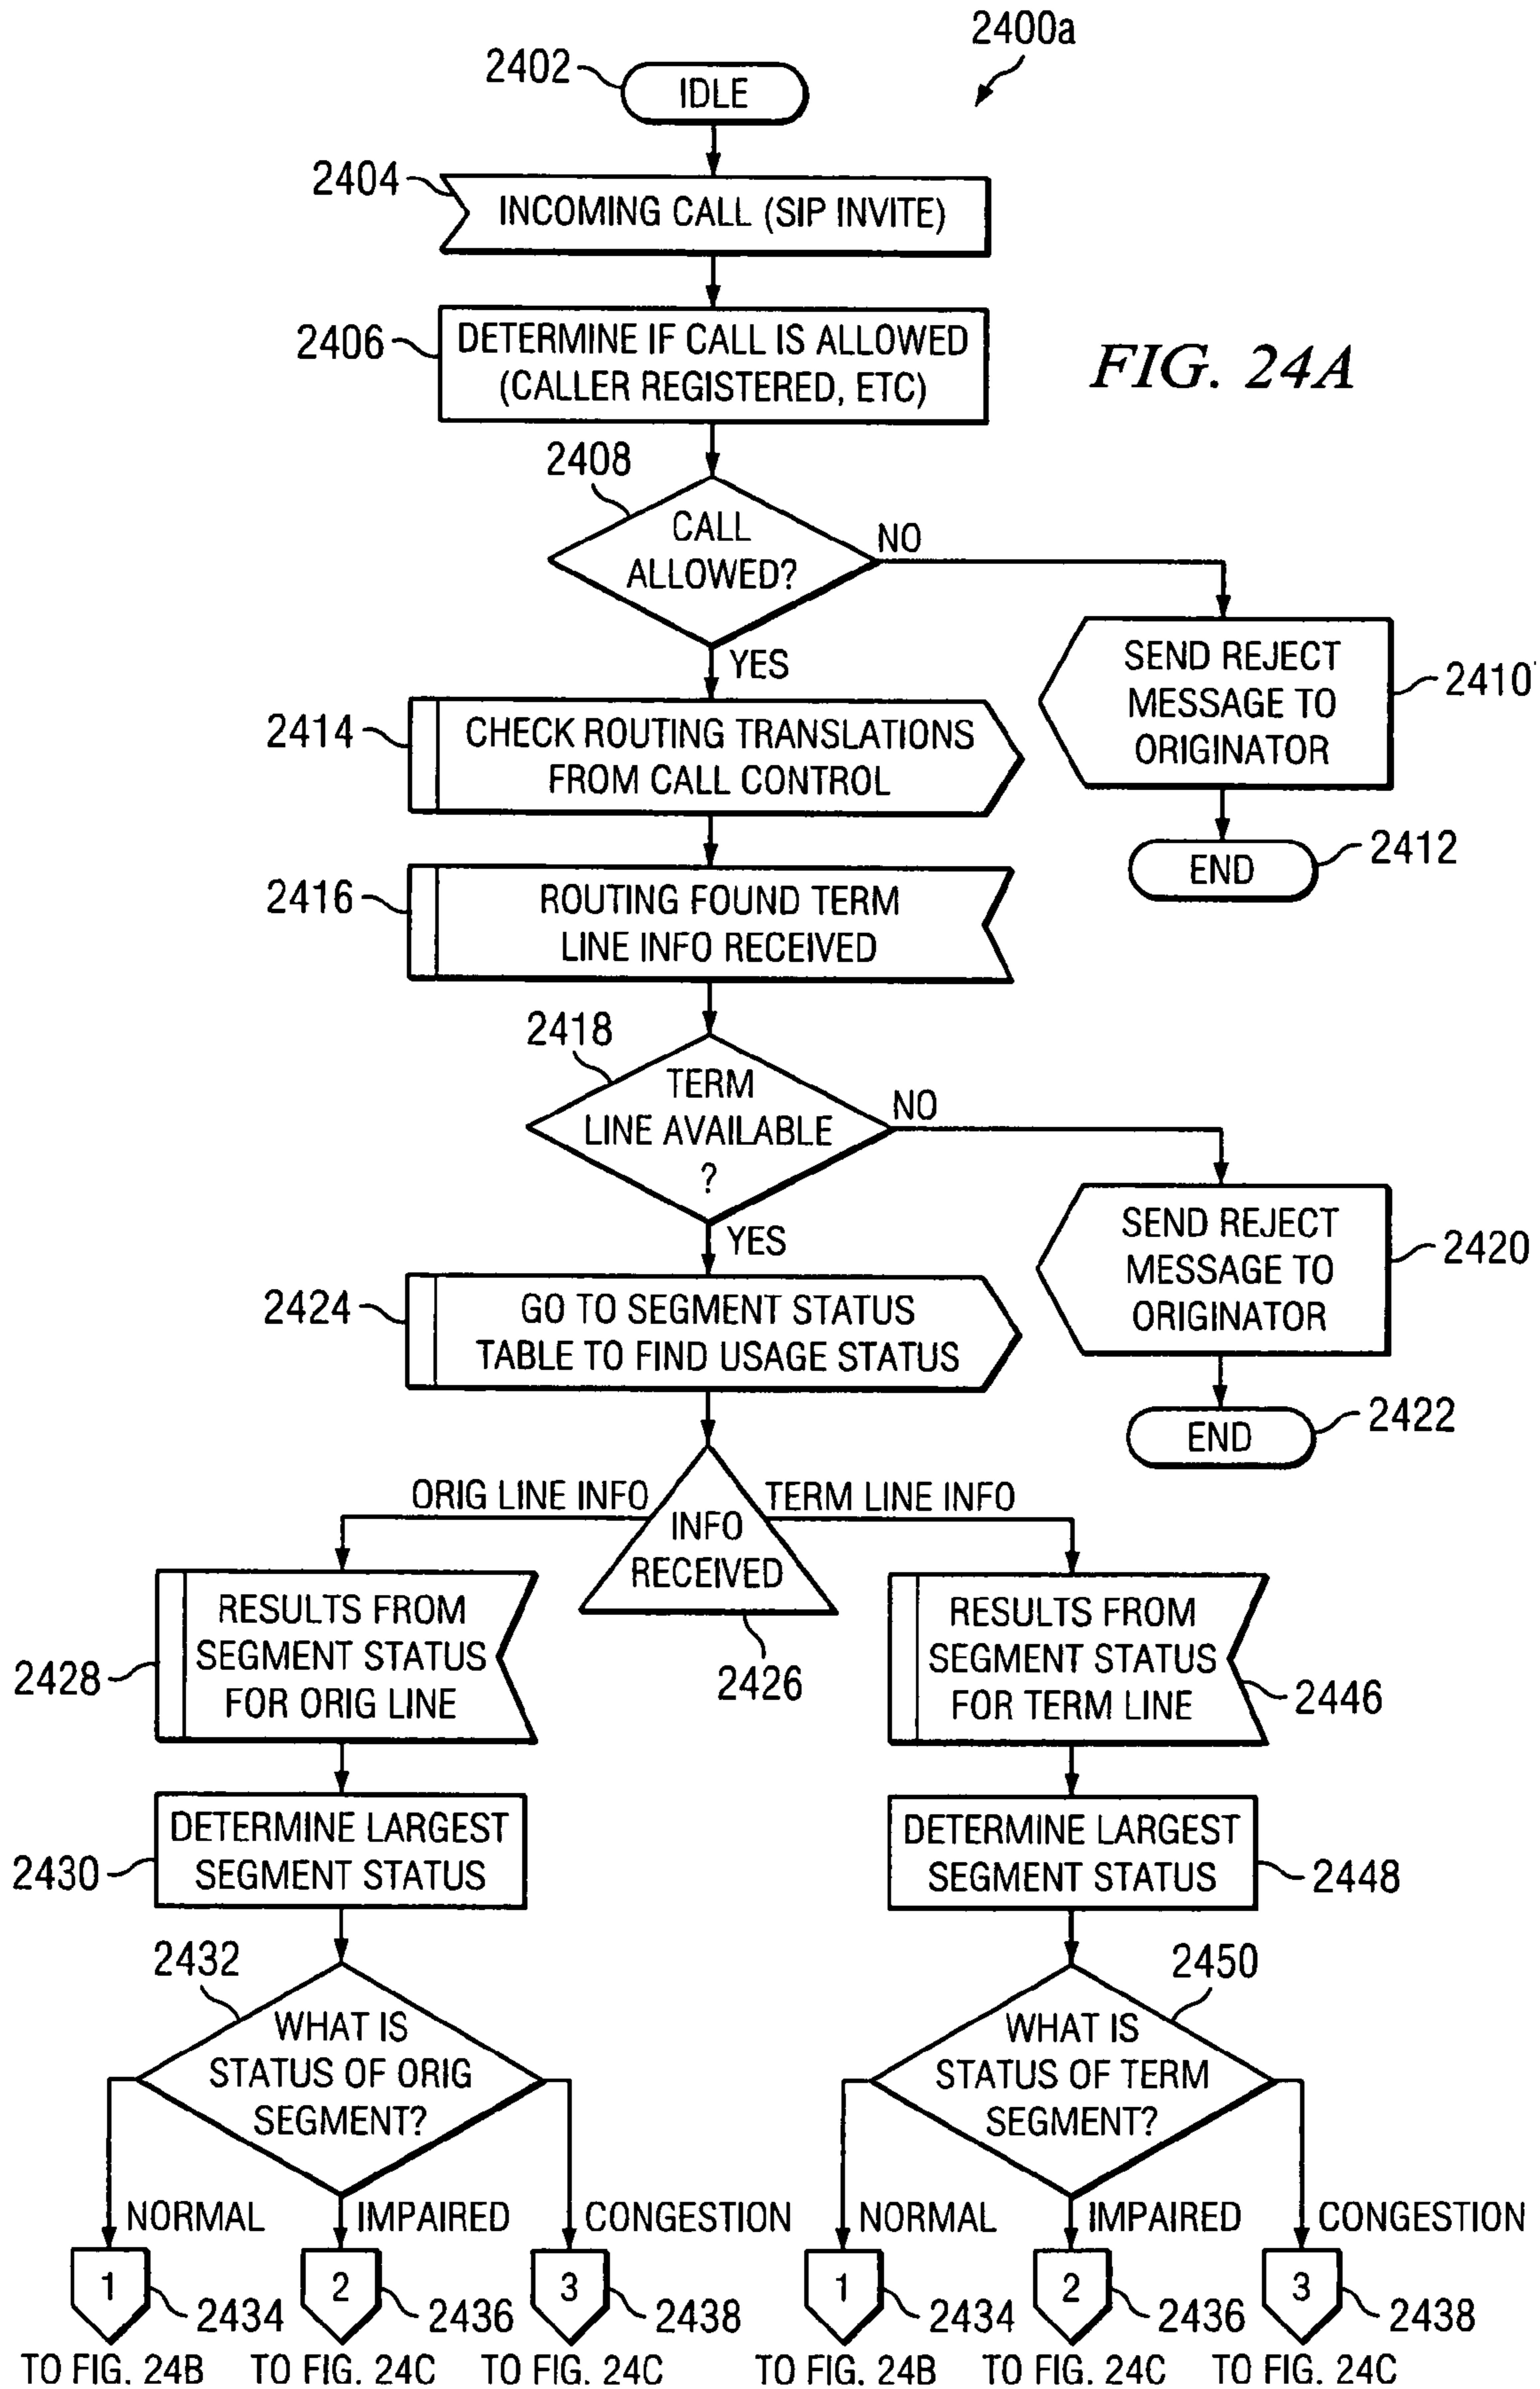 2400a
2402
IDLE
2404
INCOMING CALL (SIP INVITE)
2406
DETERMINE IF CALL IS ALLOWED
(CALLER REGISTERED, ETC)
FIG. 24A
2408
CALL
ALLOWED?
NO
YES
SEND REJECT
MESSAGE TO
ORIGINATOR
2410
2414
CHECK ROUTING TRANSLATIONS
FROM CALL CONTROL
END
2412
2416
ROUTING FOUND TERM
LINE INFO RECEIVED
2418
TERM
LINE AVAILABLE
?
NO
YES
SEND REJECT
MESSAGE TO
ORIGINATOR
2420
2424
GO TO SEGMENT STATUS
TABLE TO FIND USAGE STATUS
END
2422
ORIG LINE INFO
TERM LINE INFO
INFO
RECEIVED
2426
2428
RESULTS FROM
SEGMENT STATUS
FOR ORIG LINE
RESULTS FROM
SEGMENT STATUS
FOR TERM LINE
2446
2430
DETERMINE LARGEST
SEGMENT STATUS
DETERMINE LARGEST
SEGMENT STATUS
2448
2432
WHAT IS
STATUS OF ORIG
SEGMENT?
2450
WHAT IS
STATUS OF TERM
SEGMENT?
NORMAL
IMPAIRED
CONGESTION
NORMAL
IMPAIRED
CONGESTION
1
2434
2
2436
3
2438
1
2434
2
2436
3
2438
TO FIG. 24B
TO FIG. 24C
TO FIG. 24C
TO FIG. 24B
TO FIG. 24C
TO FIG. 24C